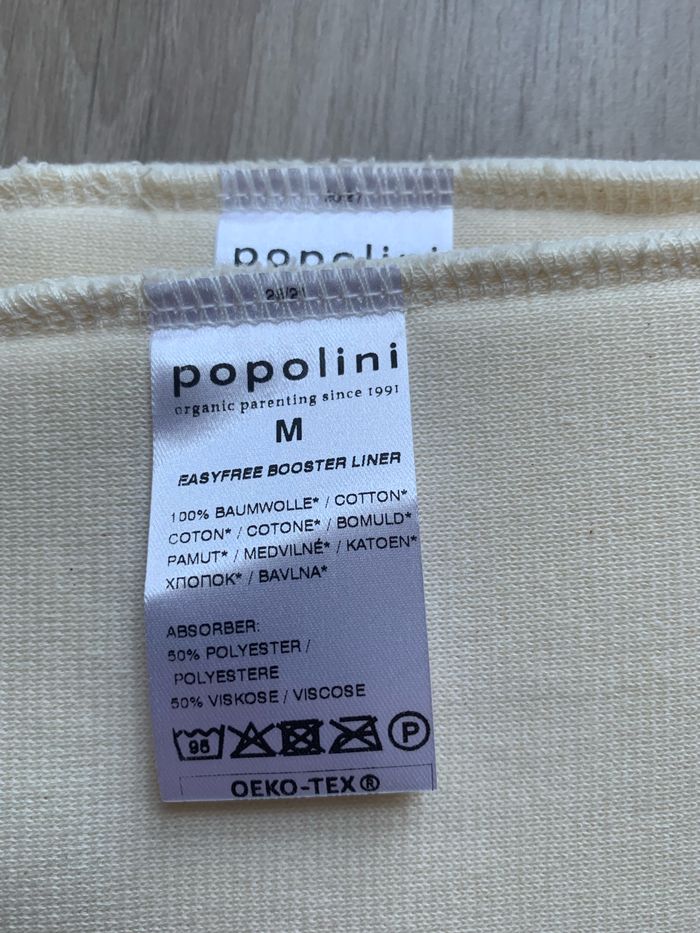 popolini
popolini
organic parenting since 1991
M
EASYFREE BOOSTER LINER
100% BAUMWOLLE* / COTTON*
COTON* / COTONE* / BOMULD*
PAMUT* / MEDVILNÉ* / KATOEN*
ХЛОПОК* / BAVLNA*
ABSORBER:
50% POLYESTER /
POLYESTERE
50% VISKOSE / VISCOSE
95 P
OEKO-TEX®